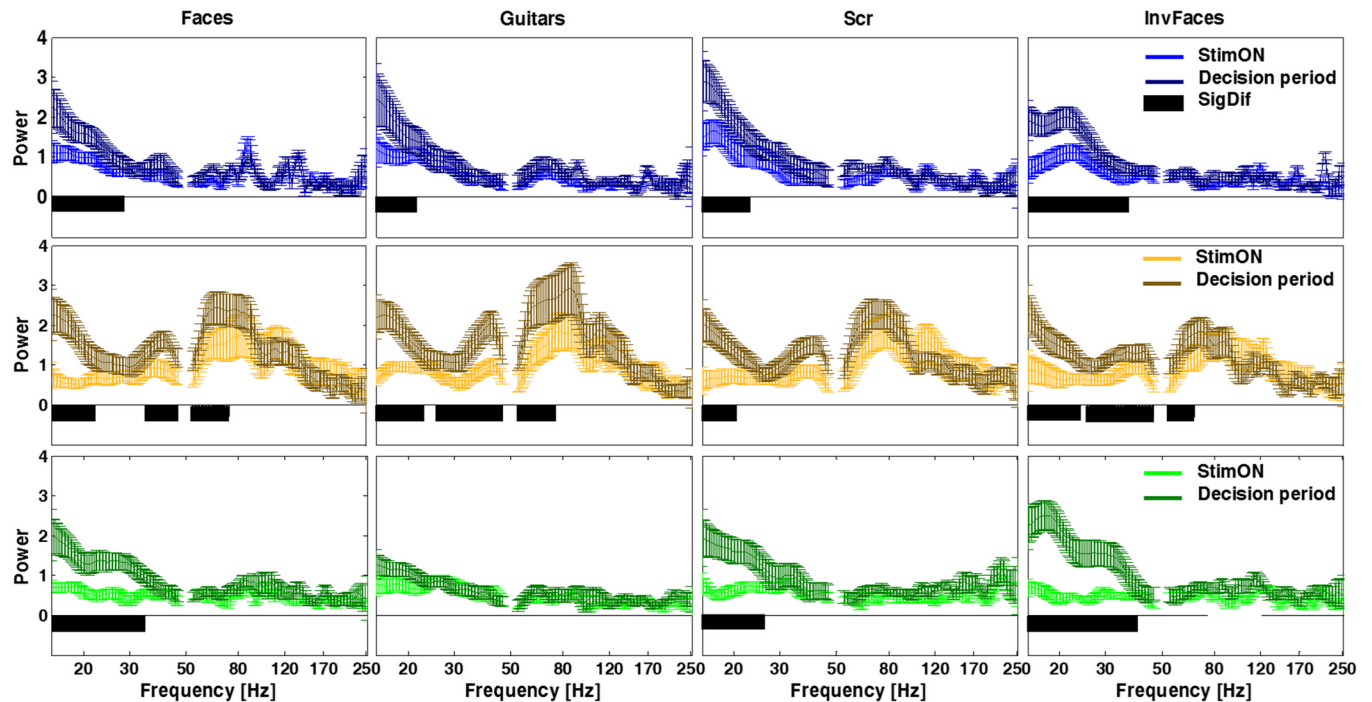 Faces Guitars Scr InvFaces
4
3
2
1
0
Power
StimON
Decision period
SigDif
4
3
2
1
0
Power
StimON
Decision period
4
3
2
1
0
Power
StimON
Decision period
20 30 50 80 120 170 250 20 30 50 80 120 170 250 20 30 50 80 120 170 250 20 30 50 80 120 170 250
Frequency [Hz] Frequency [Hz] Frequency [Hz] Frequency [Hz]